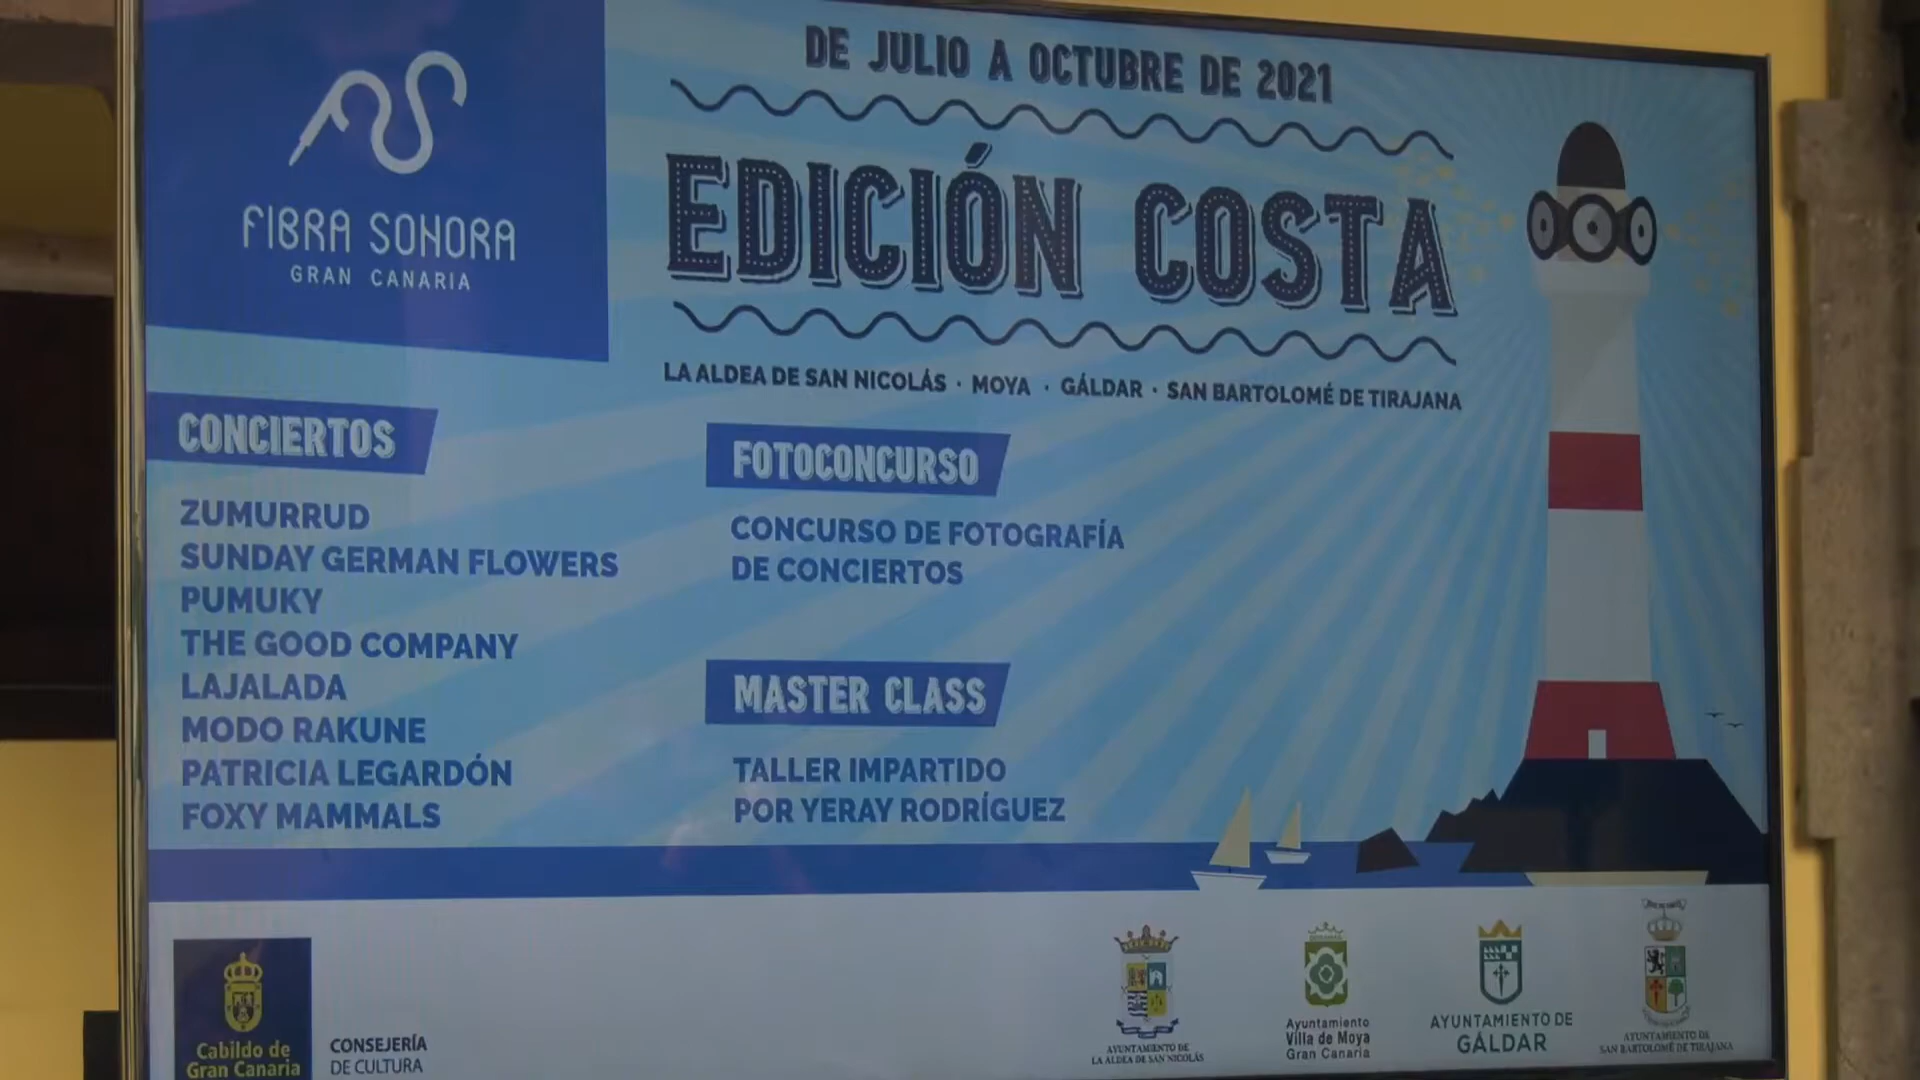 DE JULIO A OCTUBRE DE 2021
EDICIÓN COSTA
LA ALDEA DE SAN NICOLÁS · MOYA · GÁLDAR · SAN BARTOLOMÉ DE TIRAJANA
FIBRA SONORA
GRAN CANARIA
CONCIERTOS
ZUMURRUD
SUNDAY GERMAN FLOWERS
PUMUKY
THE GOOD COMPANY
LAJALADA
MODO RAKUNE
PATRICIA LEGARDÓN
FOXY MAMMALS
FOTOCONCURSO
CONCURSO DE FOTOGRAFÍA
DE CONCIERTOS
MASTER CLASS
TALLER IMPARTIDO
POR YERAY RODRÍGUEZ
Cabildo de
Gran Canaria
CONSEJERÍA
DE CULTURA
AYUNTAMIENTO DE
LA ALDEA DE SAN NICOLÁS
Ayuntamiento
Villa de Moya
Gran Canaria
AYUNTAMIENTO DE
GÁLDAR
AYUNTAMIENTO DE
SAN BARTOLOMÉ DE TIRAJANA